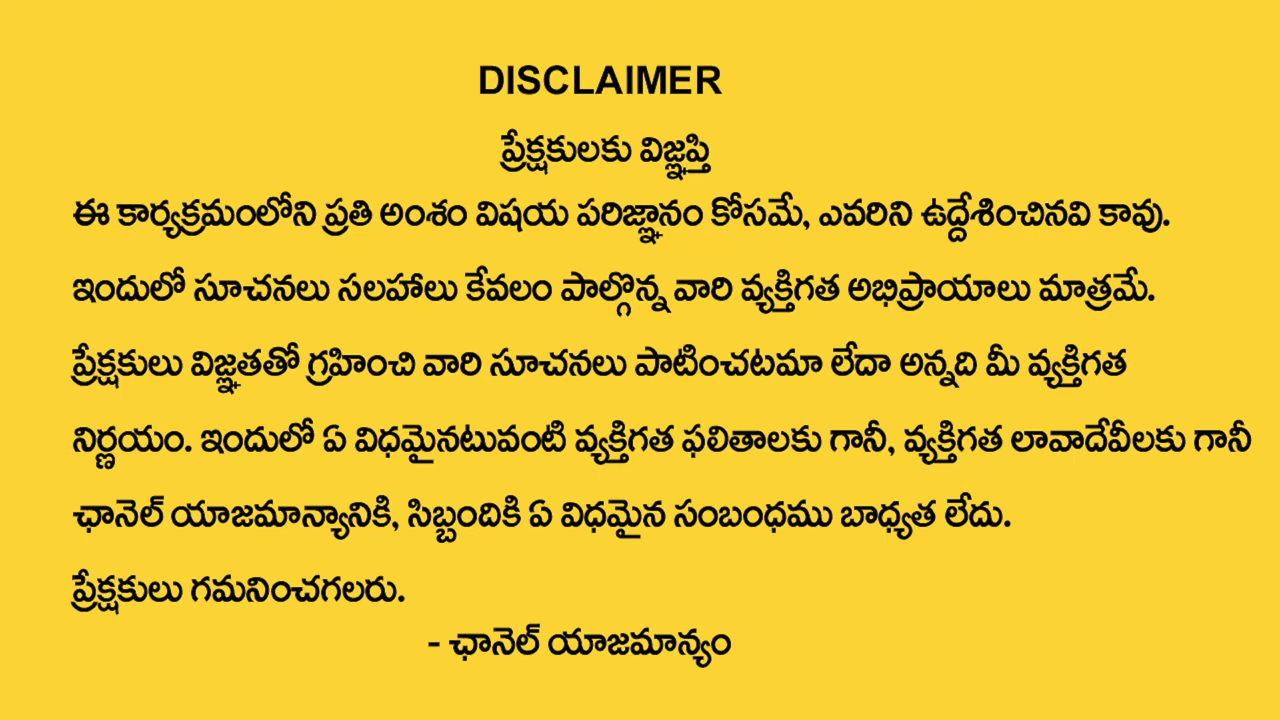 DISCLAIMER
ప్రేక్షకులకు విజ్ఞప్తి
ఈ కార్యక్రమంలోని ప్రతి అంశం విషయ పరిజ్ఞానం కోసమే, ఎవరిని ఉద్దేశించినవి కావు.
ఇందులో సూచనలు సలహాలు కేవలం పాల్గొన్న వారి వ్యక్తిగత అభిప్రాయాలు మాత్రమే.
ప్రేక్షకులు విజ్ఞతతో గ్రహించి వారి సూచనలు పాటించటమా లేదా అన్నది మీ వ్యక్తిగత
నిర్ణయం. ఇందులో ఏ విధమైనటువంటి వ్యక్తిగత ఫలితాలకు గానీ, వ్యక్తిగత లావాదేవీలకు గానీ
ఛానెల్ యాజమాన్యానికి, సిబ్బందికి ఏ విధమైన సంబంధము బాధ్యత లేదు.
ప్రేక్షకులు గమనించగలరు.
- ఛానెల్ యాజమాన్యం